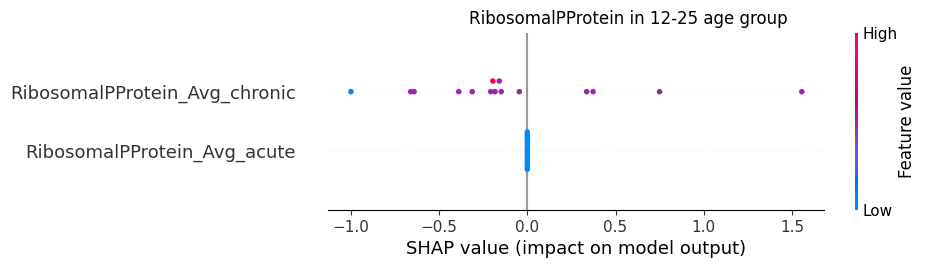 RibosomalPProtein in 12-25 age group
High
RibosomalPProtein_Avg_chronic
RibosomalPProtein_Avg_acute
Feature value
Low
−1.0 −0.5 0.0 0.5 1.0 1.5
SHAP value (impact on model output)